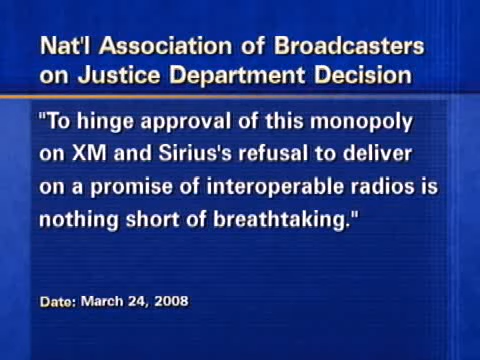 Nat'l Association of Broadcasters
on Justice Department Decision
"To hinge approval of this monopoly
on XM and Sirius's refusal to deliver
on a promise of interoperable radios is
nothing short of breathtaking."
Date: March 24, 2008